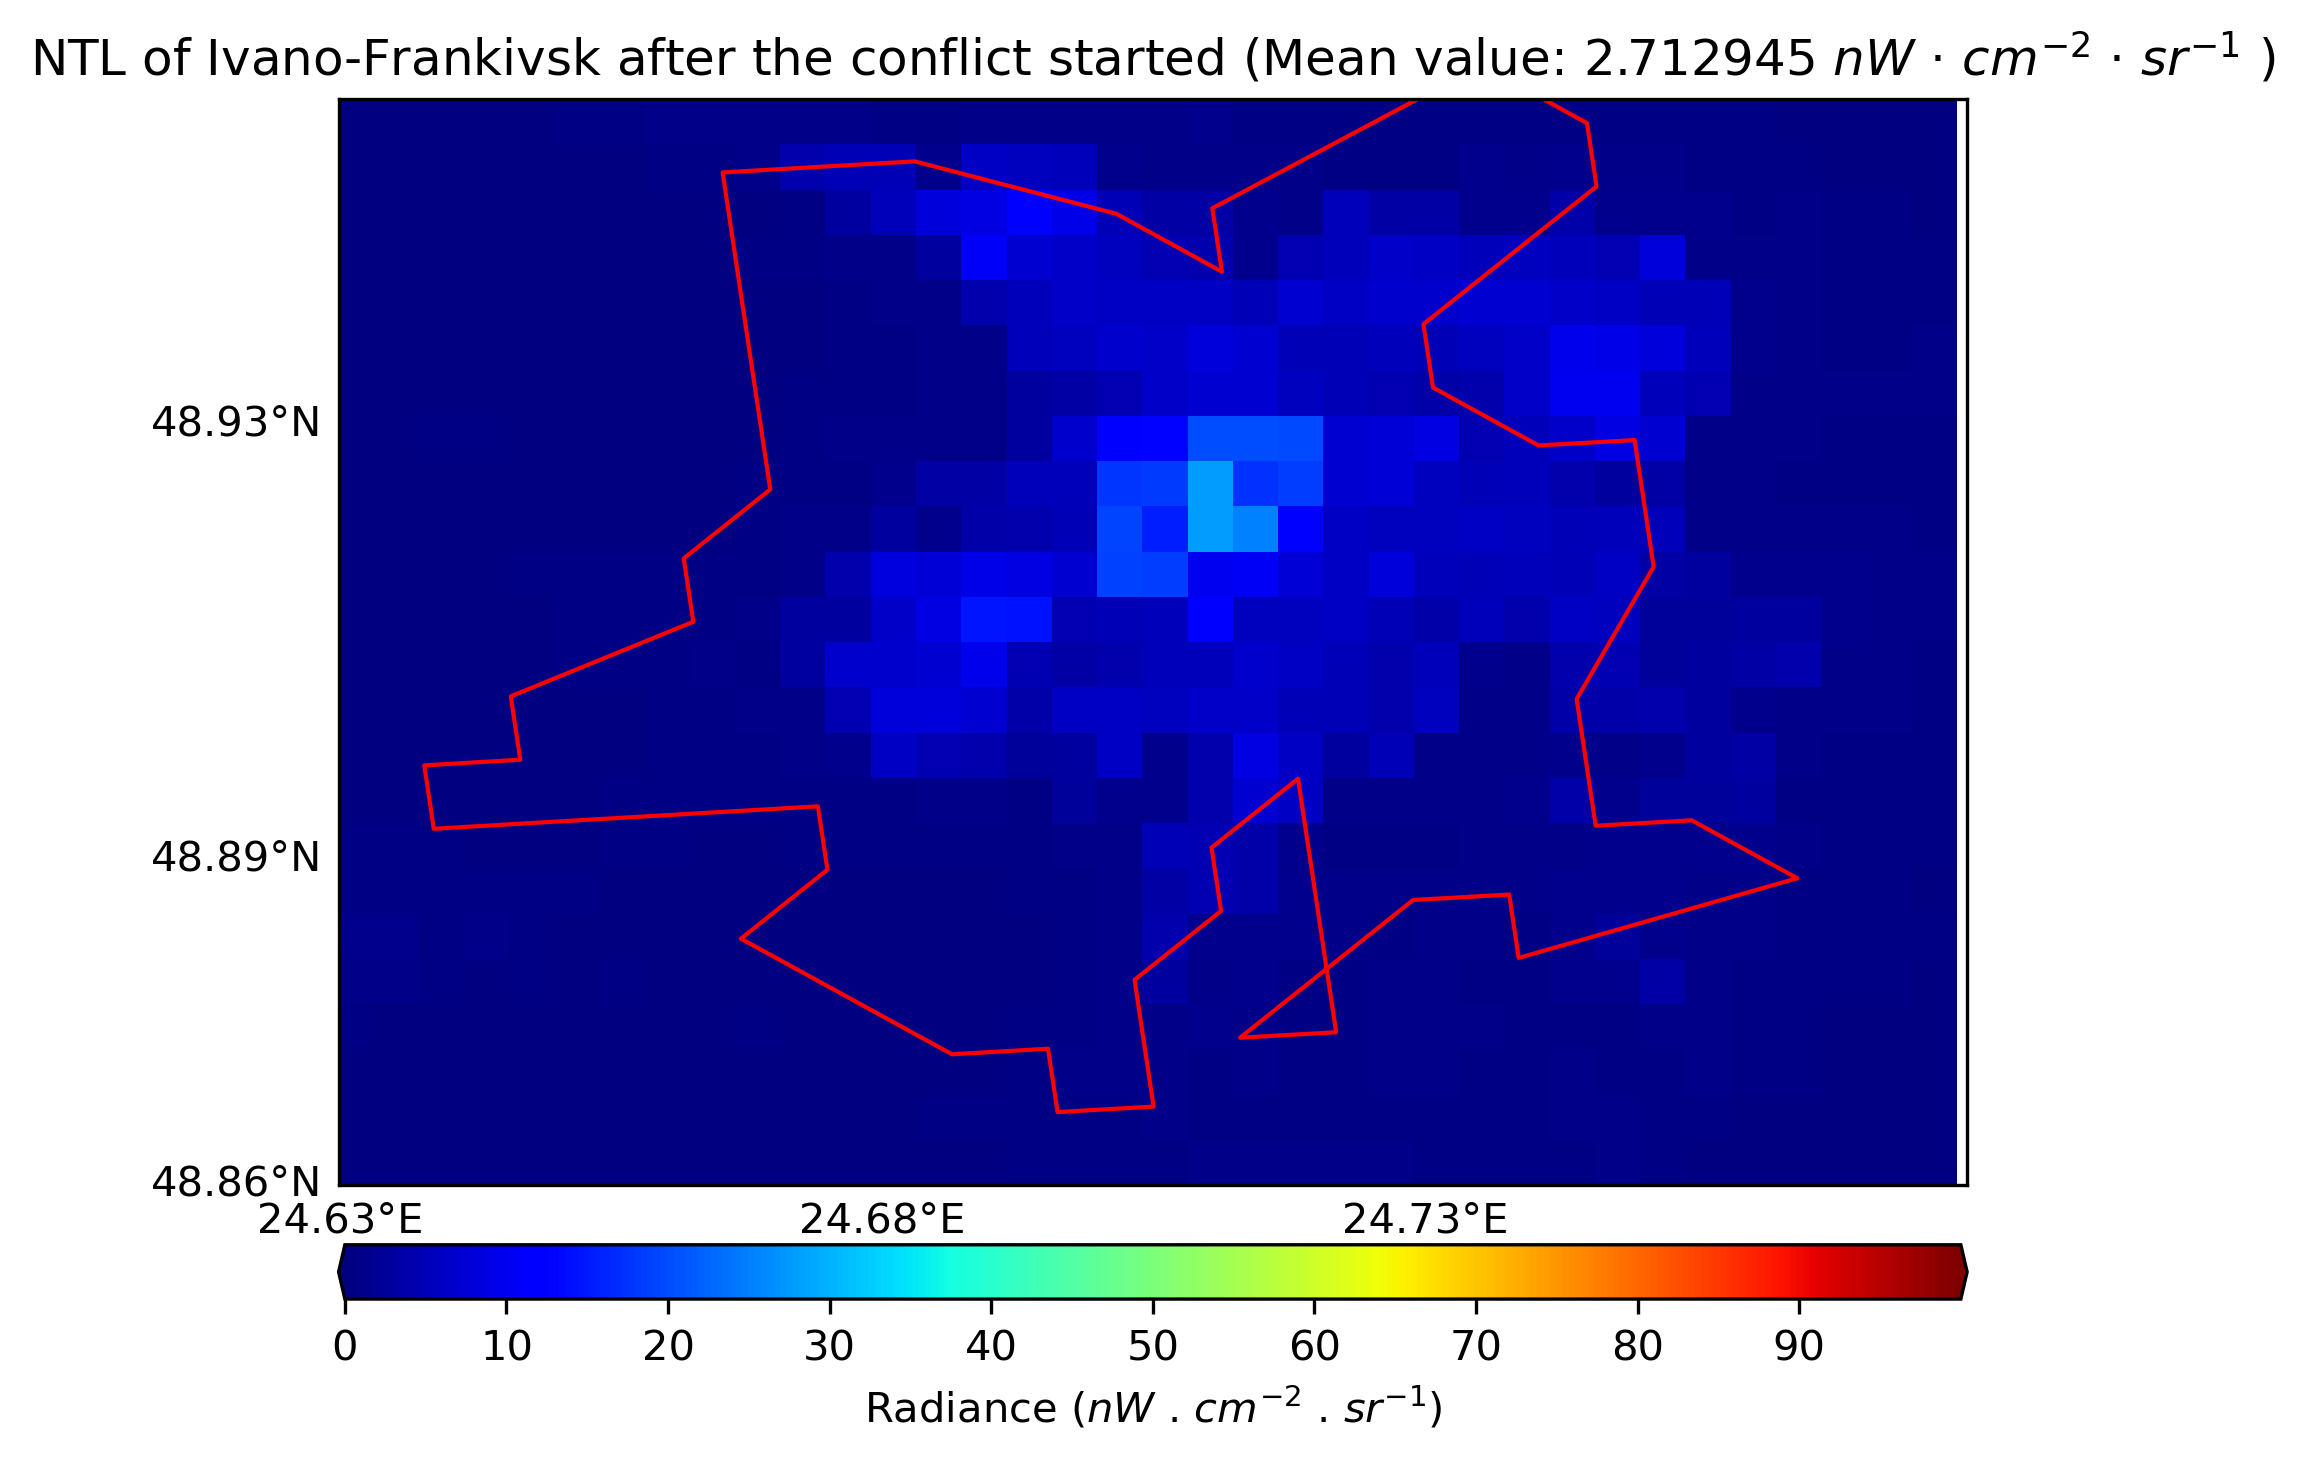 NTL of Ivano-Frankivsk after the conflict started (Mean value: 2.712945 nW · cm⁻² · sr⁻¹ )
48.93°N
48.89°N
48.86°N
24.63°E 24.68°E 24.73°E
0 10 20 30 40 50 60 70 80 90
Radiance (nW . cm⁻² . sr⁻¹)